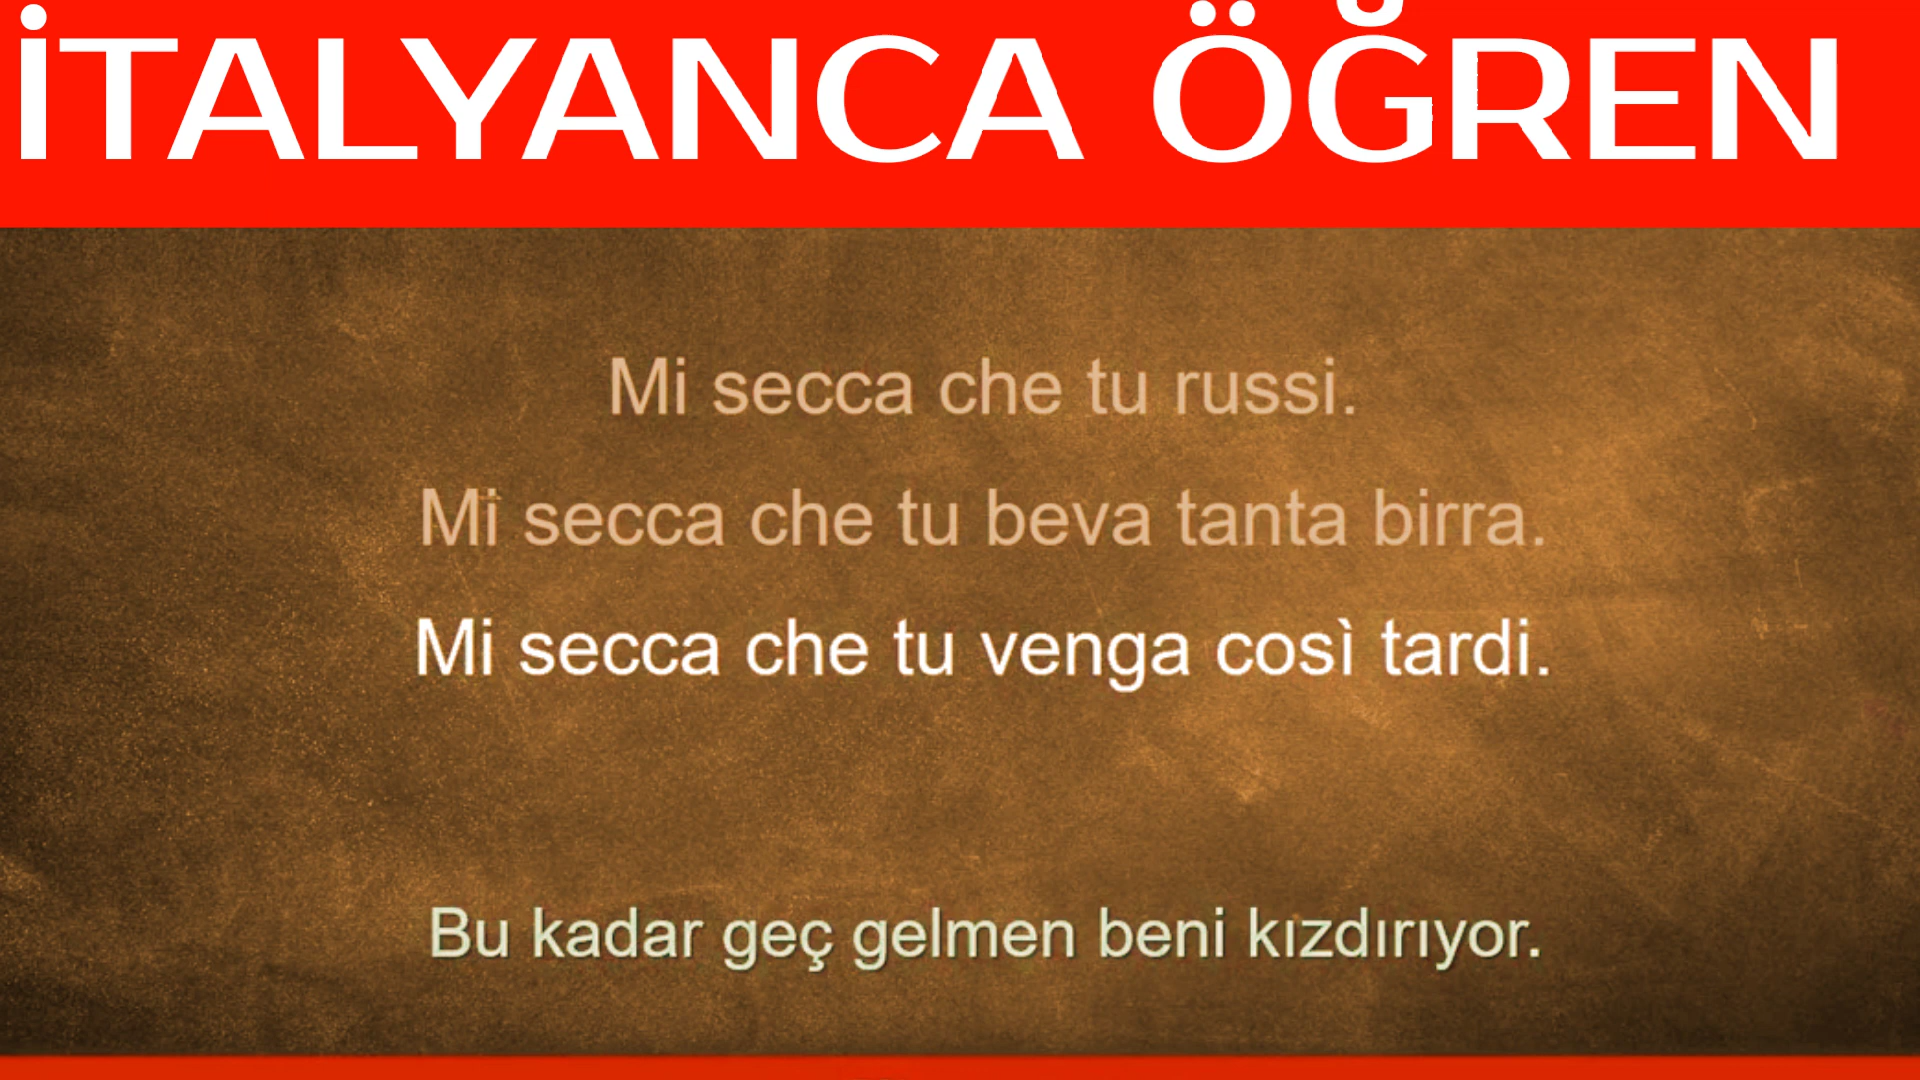 İTALYANCA ÖĞREN
Mi secca che tu russi.
Mi secca che tu beva tanta birra.
Mi secca che tu venga così tardi.
Bu kadar geç gelmen beni kızdırıyor.